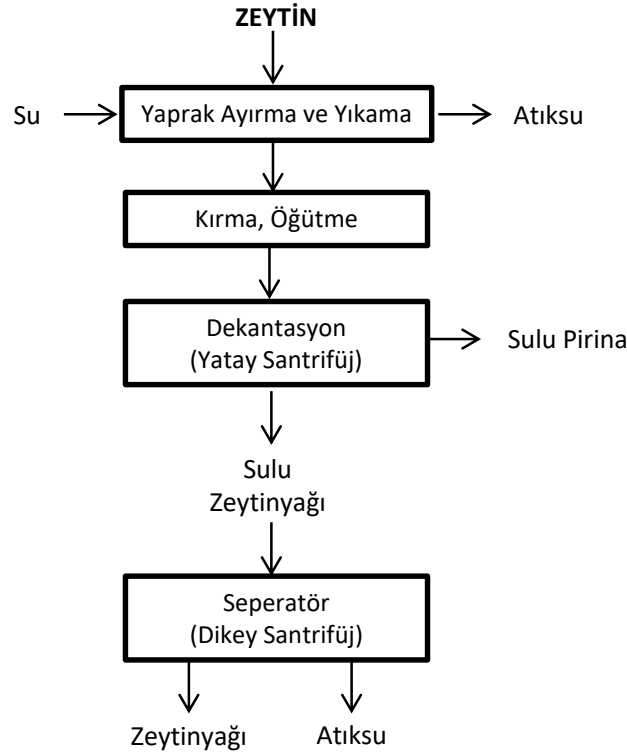 ZEYTİN
Su
Yaprak Ayırma ve Yıkama
Atıksu
Kırma, Öğütme
Dekantasyon
(Yatay Santrifüj)
Sulu Pirina
Sulu
Zeytinyağı
Seperatör
(Dikey Santrifüj)
Zeytinyağı
Atıksu